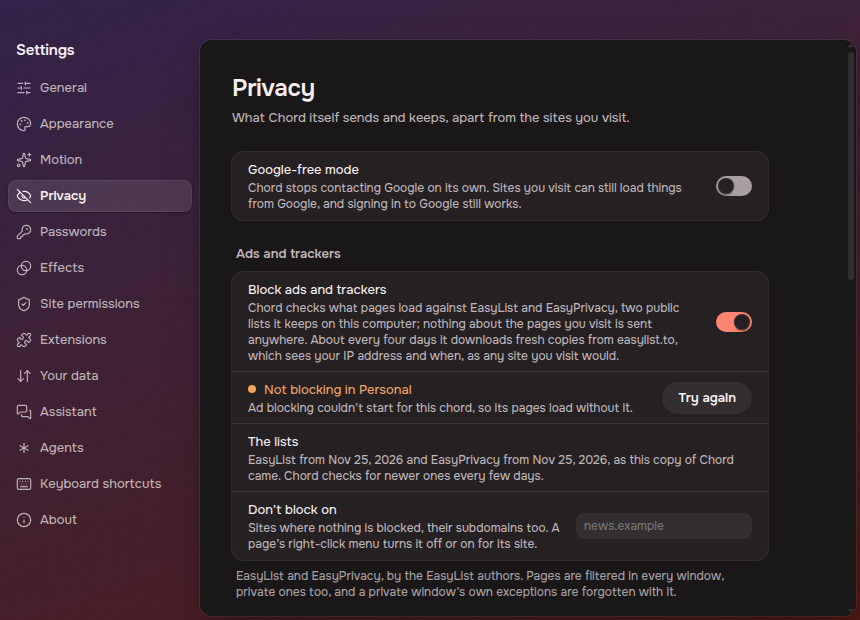 Settings
General
Appearance
Motion
Privacy
Passwords
Effects
Site permissions
Extensions
Your data
Assistant
Agents
Keyboard shortcuts
About
Privacy
What Chord itself sends and keeps, apart from the sites you visit.
Google-free mode
Chord stops contacting Google on its own. Sites you visit can still load things
from Google, and signing in to Google still works.
Ads and trackers
Block ads and trackers
Chord checks what pages load against EasyList and EasyPrivacy, two public
lists it keeps on this computer; nothing about the pages you visit is sent
anywhere. About every four days it downloads fresh copies from easylist.to,
which sees your IP address and when, as any site you visit would.
Not blocking in Personal
Ad blocking couldn't start for this chord, so its pages load without it.
Try again
The lists
EasyList from Nov 25, 2026 and EasyPrivacy from Nov 25, 2026, as this copy of Chord
came. Chord checks for newer ones every few days.
Don't block on
Sites where nothing is blocked, their subdomains too. A
page's right-click menu turns it off or on for its site.
news.example
EasyList and EasyPrivacy, by the EasyList authors. Pages are filtered in every window,
private ones too, and a private window's own exceptions are forgotten with it.